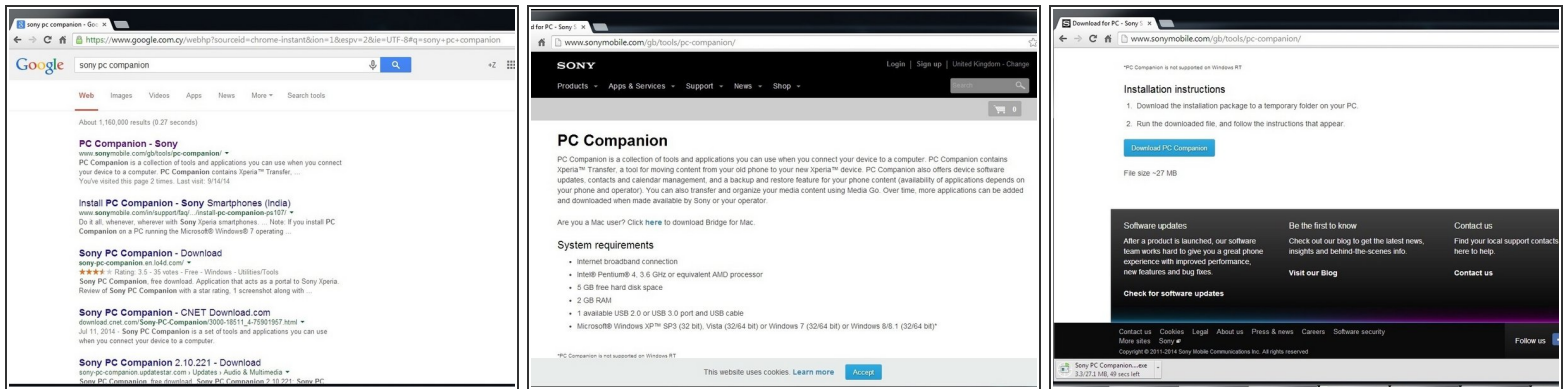 sony pc companion - Goo
https://www.google.com.cy/webhp?sourceid=chrome-instant&ion=1&espv=2&ie=UTF-8#q=sony+pc+companion
Google
sony pc companion
+Z
Web Images Videos Apps News More Search tools
About 1,160,000 results (0.27 seconds)
PC Companion - Sony
www.sonymobile.com/gb/tools/pc-companion/
PC Companion is a collection of tools and applications you can use when you connect
your device to a computer. PC Companion contains Xperia™ Transfer, ...
You've visited this page 2 times. Last visit: 9/14/14
Install PC Companion - Sony Smartphones (India)
www.sonymobile.com/in/support/faq/.../install-pc-companion-ps107/
Do it all, whenever, wherever with Sony Xperia smartphones. ... Note: If you install PC
Companion on a PC running the Microsoft® Windows® 7 operating ...
Sony PC Companion - Download
sony-pc-companion.en.lo4d.com/
Rating: 3.5 - 35 votes - Free - Windows - Utilities/Tools
Sony PC Companion, free download. Application that acts as a portal to Sony Xperia.
Review of Sony PC Companion with a star rating, 1 screenshot along with ...
Sony PC Companion - CNET Download.com
download.cnet.com/Sony-PC-Companion/3000-18511_4-75901957.html
Jul 11, 2014 - Sony PC Companion is a set of tools and applications you can use
when you connect your device to a computer.
Sony PC Companion 2.10.221 - Download
sony-pc-companion.updatestar.com › Updates › Audio & Multimedia
Sony PC Companion, free download. Sony PC Companion 2.10.221. Sony PC
d for PC - Sony S
www.sonymobile.com/gb/tools/pc-companion/
SONY
Login | Sign up | United Kingdom - Change
Products Apps & Services Support News Shop
Search
0
PC Companion
PC Companion is a collection of tools and applications you can use when you connect your device to a computer. PC Companion contains
Xperia™ Transfer, a tool for moving content from your old phone to your new Xperia™ device. PC Companion also offers device software
updates, contacts and calendar management, and a backup and restore feature for your phone content (availability of applications depends on
your phone and operator). You can also transfer and organize your media content using Media Go. Over time, more applications can be added
and downloaded when made available by Sony or your operator.
Are you a Mac user? Click here to download Bridge for Mac.
System requirements
• Internet broadband connection
• Intel® Pentium® 4, 3.6 GHz or equivalent AMD processor
• 5 GB free hard disk space
• 2 GB RAM
• 1 available USB 2.0 or USB 3.0 port and USB cable
• Microsoft® Windows XP™ SP3 (32 bit), Vista (32/64 bit) or Windows 7 (32/64 bit) or Windows 8/8.1 (32/64 bit)*
*PC Companion is not supported on Windows RT
This website uses cookies. Learn more Accept
Download for PC - Sony S
www.sonymobile.com/gb/tools/pc-companion/
*PC Companion is not supported on Windows RT
Installation instructions
1. Download the installation package to a temporary folder on your PC.
2. Run the downloaded file, and follow the instructions that appear.
Download PC Companion
File size ~27 MB
Software updates
After a product is launched, our software
team works hard to give you a great phone
experience with improved performance,
new features and bug fixes.
Check for software updates
Be the first to know
Check out our blog to get the latest news,
insights and behind-the-scenes info.
Visit our Blog
Contact us
Find your local support contacts
here to help.
Contact us
Contact us Cookies Legal About us Press & news Careers Software security
More sites Sony
Follow us
Copyright © 2011-2014 Sony Mobile Communications Inc. All rights reserved
Sony PC Companion....exe
3.3/27.1 MB, 49 secs left